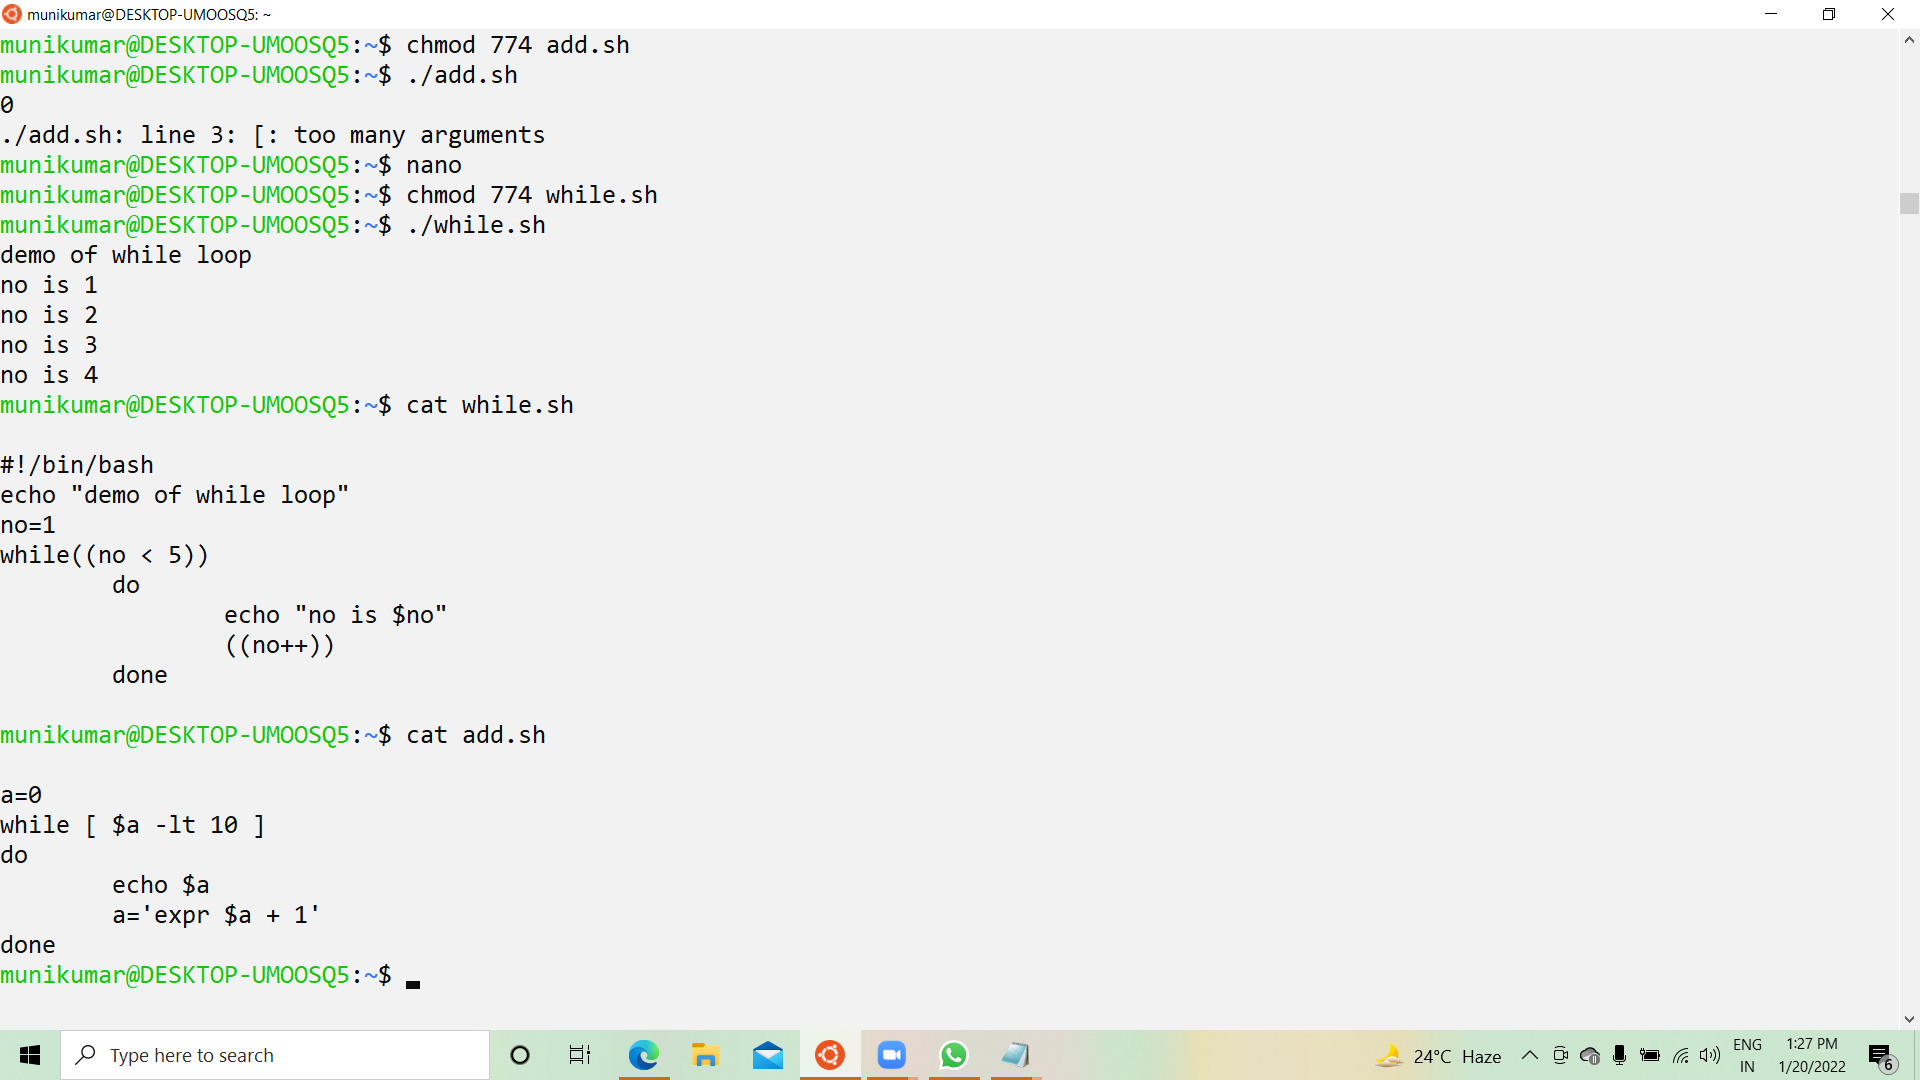 munikumar@DESKTOP-UMOOSQ5: ~
munikumar@DESKTOP-UMOOSQ5:~$ chmod 774 add.sh
munikumar@DESKTOP-UMOOSQ5:~$ ./add.sh
0
./add.sh: line 3: [: too many arguments
munikumar@DESKTOP-UMOOSQ5:~$ nano
munikumar@DESKTOP-UMOOSQ5:~$ chmod 774 while.sh
munikumar@DESKTOP-UMOOSQ5:~$ ./while.sh
demo of while loop
no is 1
no is 2
no is 3
no is 4
munikumar@DESKTOP-UMOOSQ5:~$ cat while.sh
#!/bin/bash
echo "demo of while loop"
no=1
while((no < 5))
        do
                echo "no is $no"
                ((no++))
        done
munikumar@DESKTOP-UMOOSQ5:~$ cat add.sh
a=0
while [ $a -lt 10 ]
do
        echo $a
        a='expr $a + 1'
done
munikumar@DESKTOP-UMOOSQ5:~$
Type here to search
24°C Haze
ENG
IN
1:27 PM
1/20/2022
6